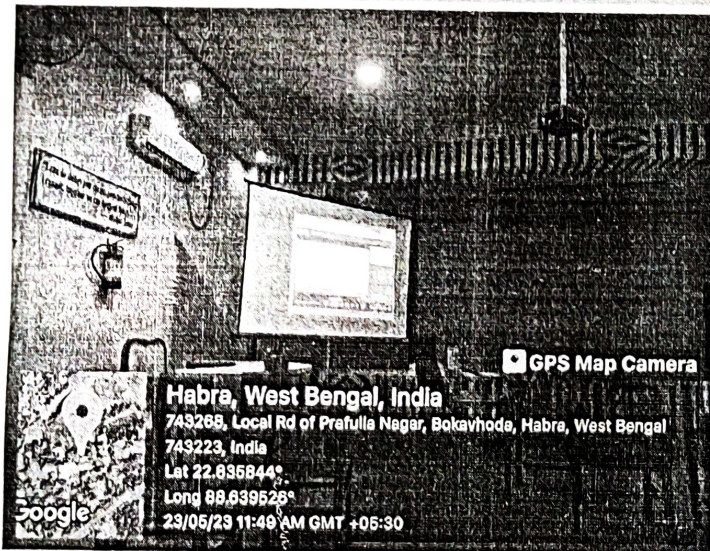 GPS Map Camera
Habra, West Bengal, India
743268, Local Rd of Prafulla Nagar, Bokavhoda, Habra, West Bengal
743223, India
Lat 22.835844°
Long 88.639526°
23/05/23 11:49 AM GMT +05:30
Google